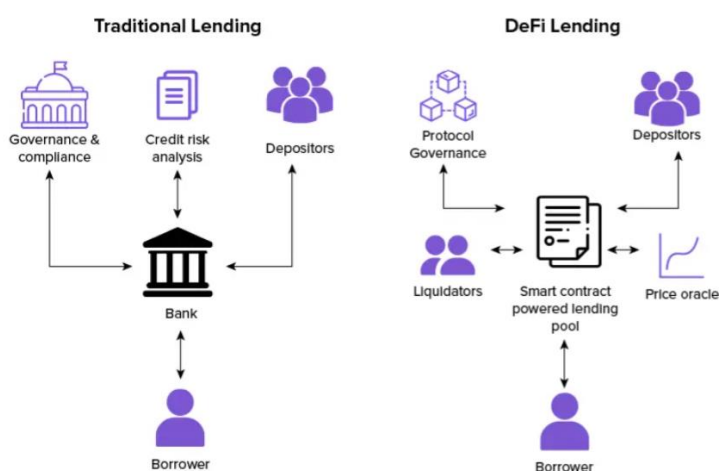 Traditional Lending
Governance &
compliance
Credit risk
analysis
Depositors
Bank
Borrower
DeFi Lending
Protocol
Governance
Depositors
Liquidators
Smart contract
powered lending
pool
Price oracle
Borrower